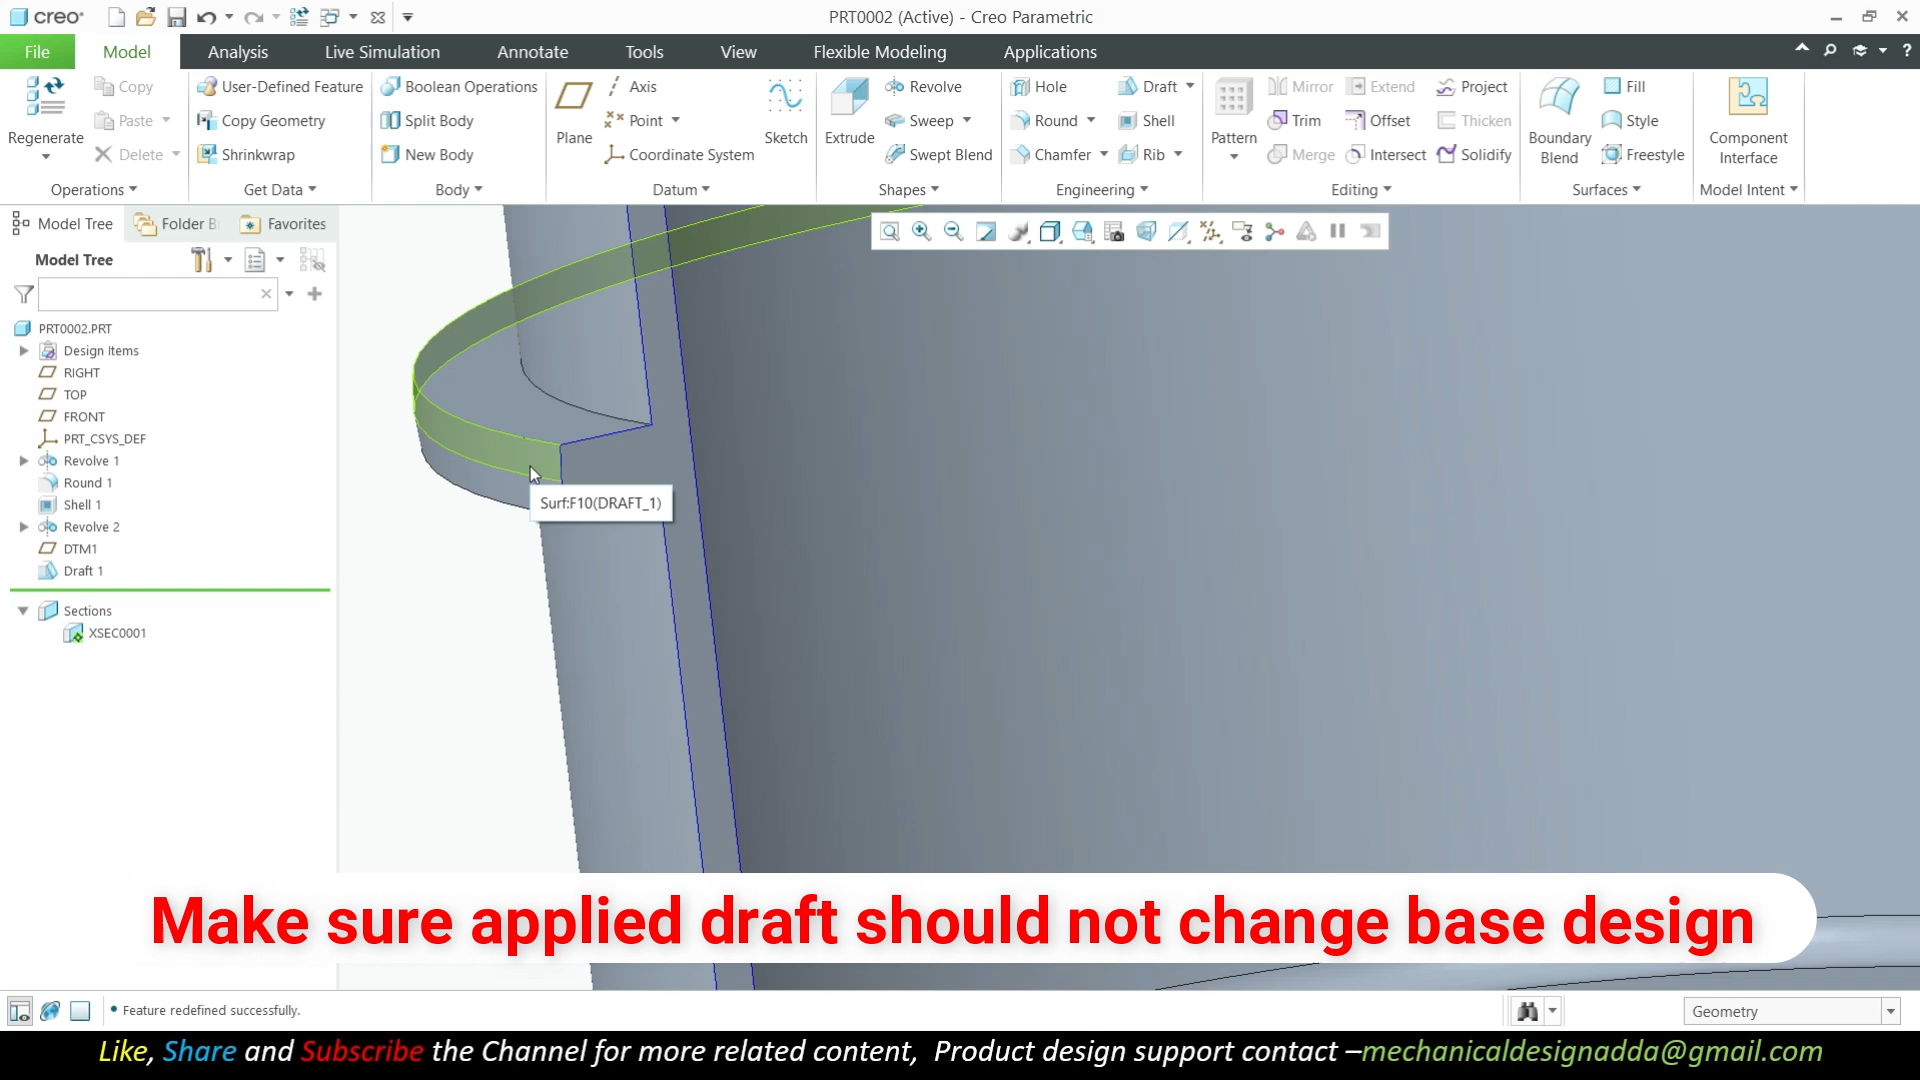 creo
PRT0002 (Active) - Creo Parametric
File Model Analysis Live Simulation Annotate Tools View Flexible Modeling Applications
Regenerate
Copy
Paste
Delete
Operations
User-Defined Feature
Copy Geometry
Shrinkwrap
Get Data
Boolean Operations
Split Body
New Body
Body
Plane
Axis
Point
Coordinate System
Sketch
Datum
Extrude
Revolve
Sweep
Swept Blend
Shapes
Hole
Round
Chamfer
Draft
Shell
Rib
Engineering
Pattern
Mirror
Trim
Merge
Extend
Offset
Intersect
Project
Thicken
Solidify
Editing
Boundary
Blend
Fill
Style
Freestyle
Surfaces
Component
Interface
Model Intent
Model Tree Folder B Favorites
Model Tree
PRT0002.PRT
Design Items
RIGHT
TOP
FRONT
PRT_CSYS_DEF
Revolve 1
Round 1
Shell 1
Revolve 2
DTM1
Draft 1
Sections
XSEC0001
Surf:F10(DRAFT_1)
Make sure applied draft should not change base design
• Feature redefined successfully.
Geometry
Like, Share and Subscribe the Channel for more related content, Product design support contact –mechanicaldesignadda@gmail.com